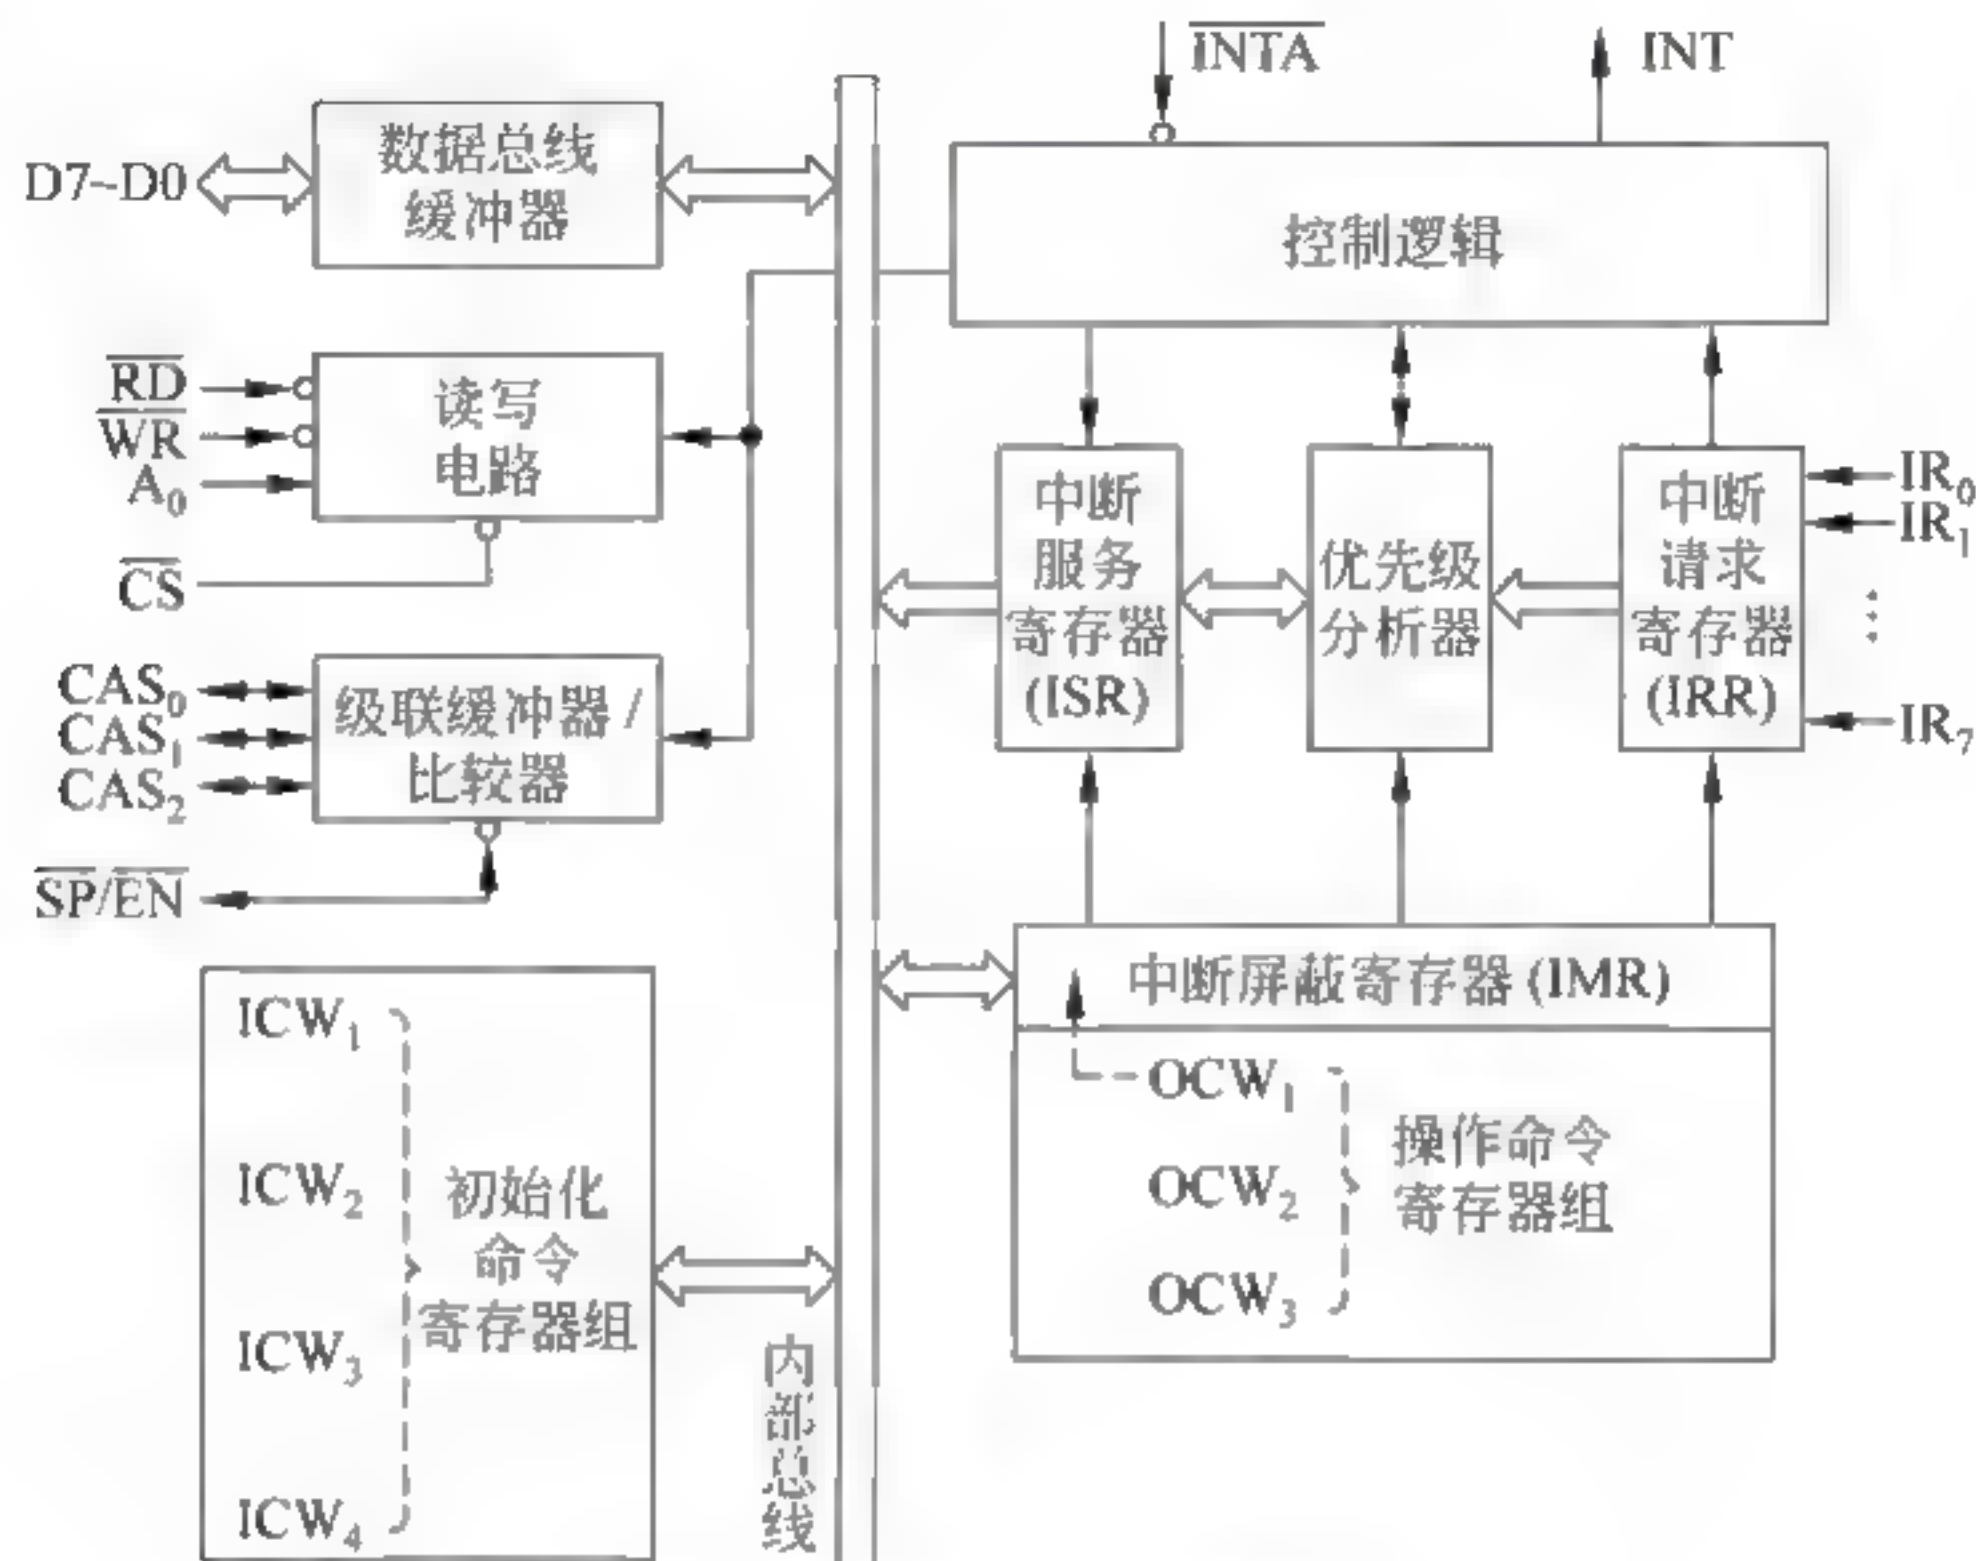 INTA
INT
D7~D0
数据总线
缓冲器
控制逻辑
RD
WR
A0
CS
读写
电路
CAS0
CAS1
CAS2
级联缓冲器/
比较器
SP/EN
中断
服务
寄存器
(ISR)
优先级
分析器
中断
请求
寄存器
(IRR)
IR0
IR1
⋮
IR7
中断屏蔽寄存器 (IMR)
OCW1
OCW2
OCW3
操作命令
寄存器组
ICW1
ICW2
ICW3
ICW4
初始化
命令
寄存器组
内部总线